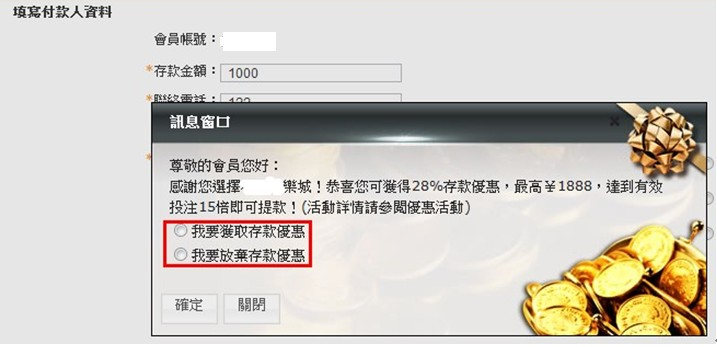 填寫付款人資料
會員帳號：
*存款金額： 1000
*聯絡電話： 123
訊息窗口
尊敬的會員您好：
感謝您選擇 樂城！恭喜您可獲得28%存款優惠，最高￥1888，達到有效
投注15倍即可提款！(活動詳情請參閱優惠活動)
我要獲取存款優惠
我要放棄存款優惠
確定 關閉